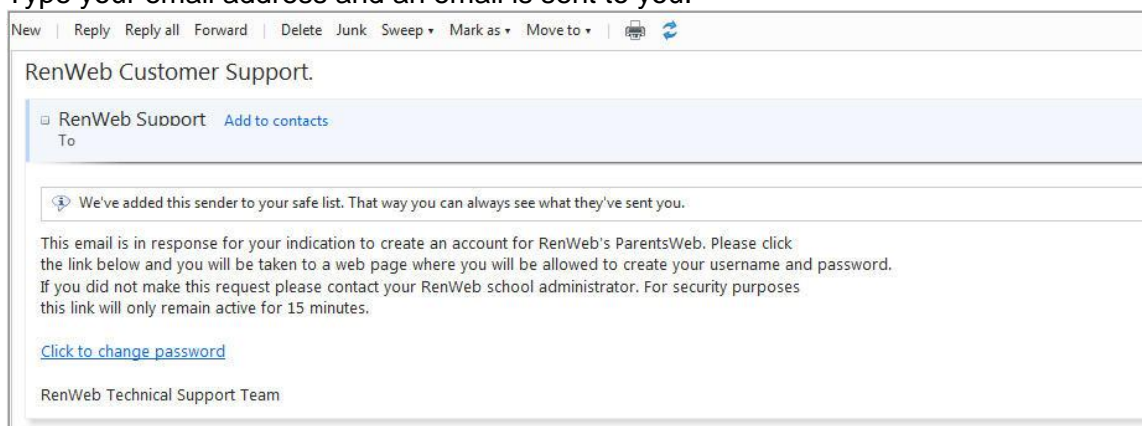 Type your email address and an email is sent to you.
New | Reply Reply all Forward | Delete Junk Sweep Mark as Move to
RenWeb Customer Support.
RenWeb Support Add to contacts
To
We've added this sender to your safe list. That way you can always see what they've sent you.
This email is in response for your indication to create an account for RenWeb's ParentsWeb. Please click
the link below and you will be taken to a web page where you will be allowed to create your username and password.
If you did not make this request please contact your RenWeb school administrator. For security purposes
this link will only remain active for 15 minutes.
Click to change password
RenWeb Technical Support Team